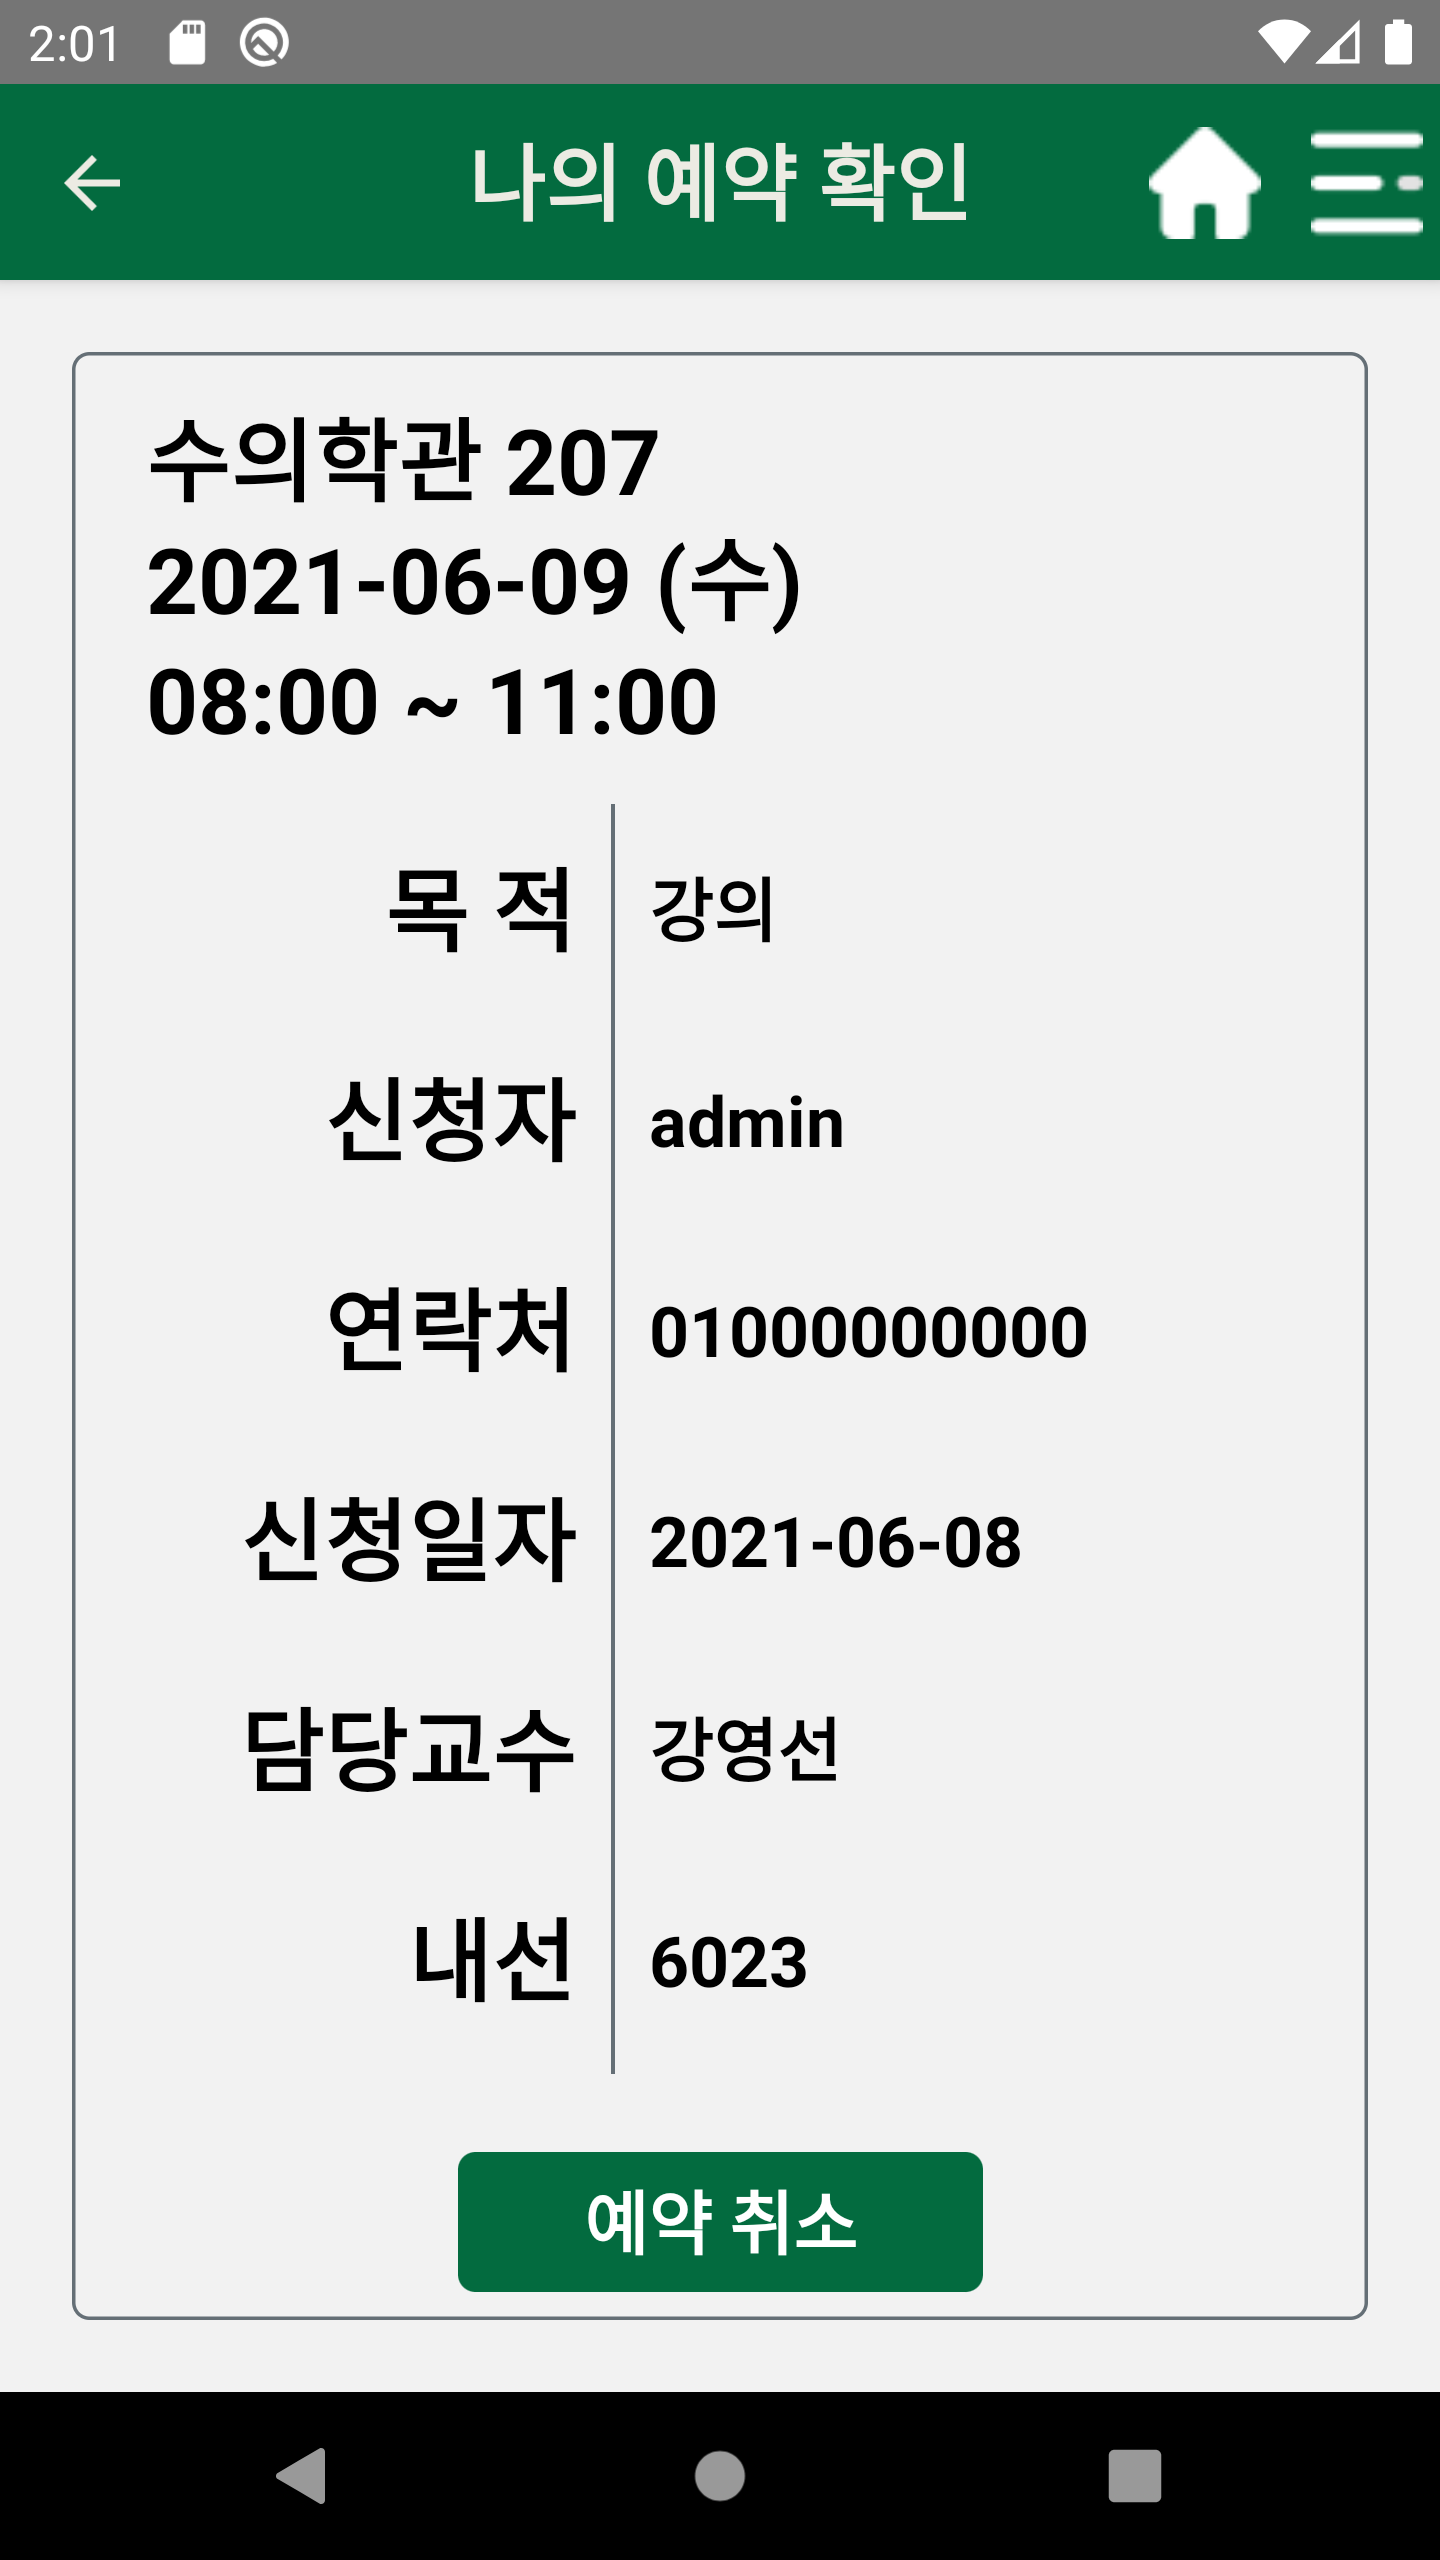 2:01
나의 예약 확인
수의학관 207
2021-06-09 (수)
08:00 ~ 11:00
목 적 강의
신청자 admin
연락처 01000000000
신청일자 2021-06-08
담당교수 강영선
내선 6023
예약 취소